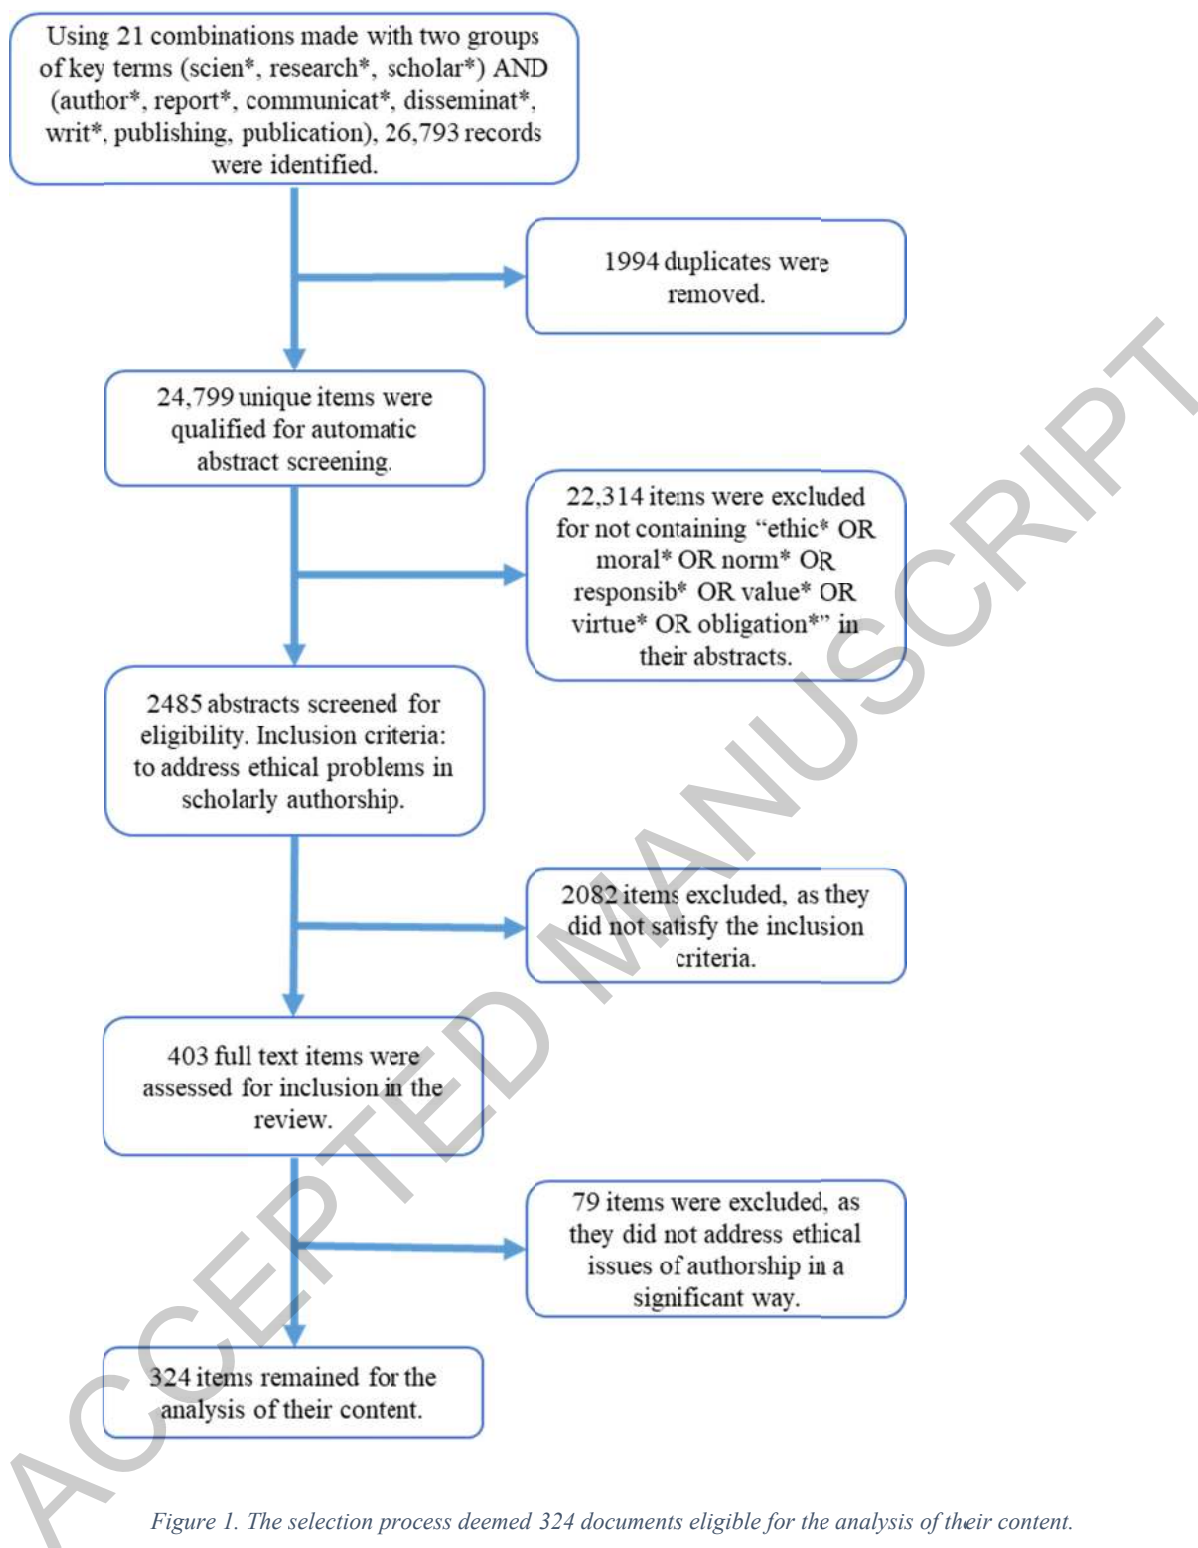 Using 21 combinations made with two groups
of key terms (scien*, research*, scholar*) AND
(author*, report*, communicat*, disseminat*,
writ*, publishing, publication), 26,793 records
were identified.
1994 duplicates were
removed.
24,799 unique items were
qualified for automatic
abstract screening.
22,314 items were excluded
for not containing “ethic* OR
moral* OR norm* OR
responsib* OR value* OR
virtue* OR obligation*” in
their abstracts.
2485 abstracts screened for
eligibility. Inclusion criteria:
to address ethical problems in
scholarly authorship.
2082 items excluded, as they
did not satisfy the inclusion
criteria.
403 full text items were
assessed for inclusion in the
review.
79 items were excluded, as
they did not address ethical
issues of authorship in a
significant way.
324 items remained for the
analysis of their content.
ACCEPTED MANUSCRIPT
Figure 1. The selection process deemed 324 documents eligible for the analysis of their content.